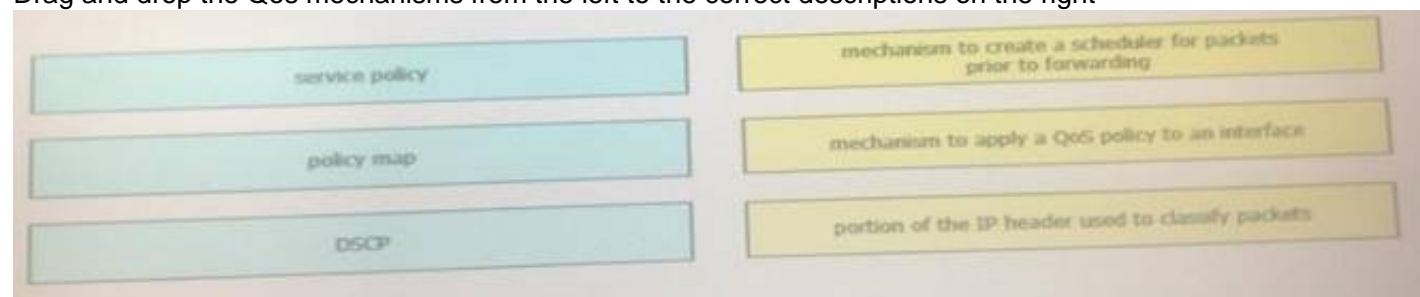 Drag and drop the Qos mechanisms from the left to the correct descriptions on the right
service policy
policy map
DSCP
mechanism to create a scheduler for packets
prior to forwarding
mechanism to apply a QoS policy to an interface
portion of the IP header used to classify packets